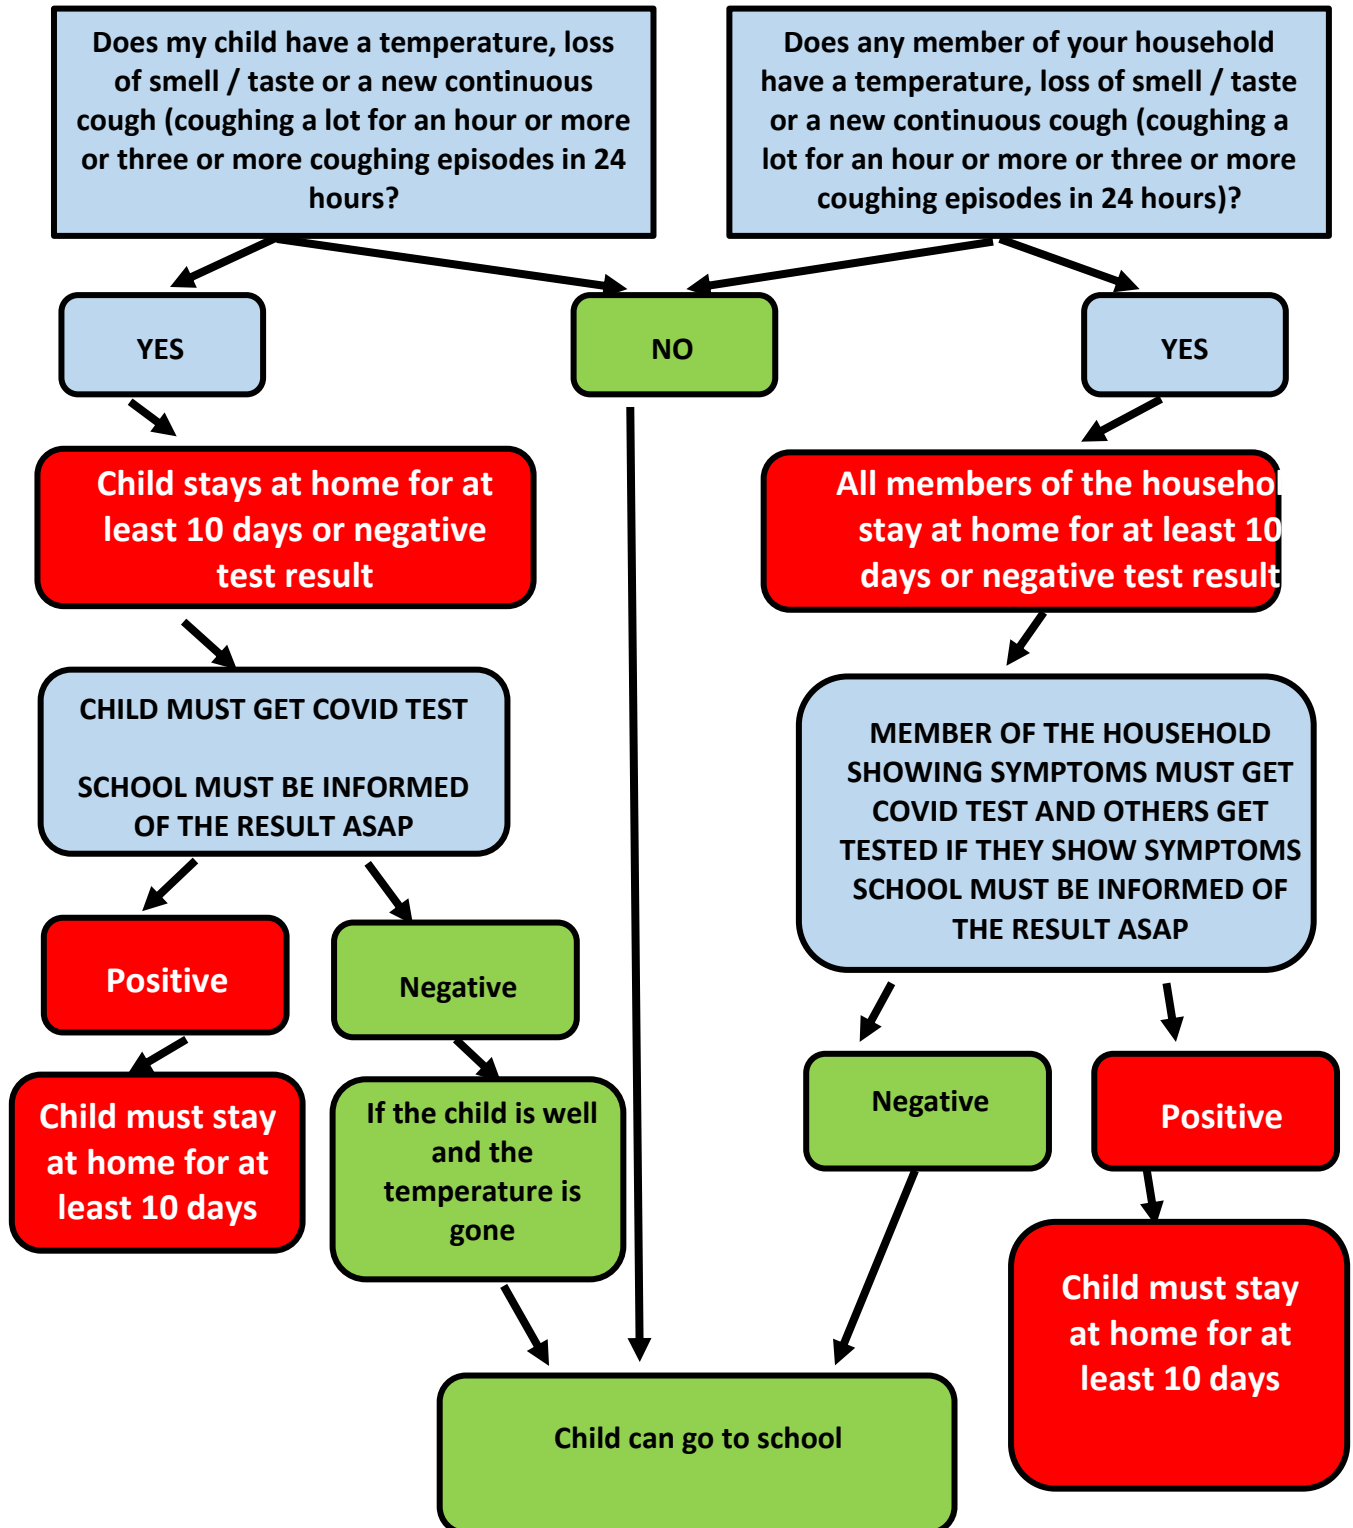 Does my child have a temperature, loss
of smell / taste or a new continuous
cough (coughing a lot for an hour or more
or three or more coughing episodes in 24
hours?
Does any member of your household
have a temperature, loss of smell / taste
or a new continuous cough (coughing a
lot for an hour or more or three or more
coughing episodes in 24 hours)?
YES
NO
YES
Child stays at home for at
least 10 days or negative
test result
All members of the househol
stay at home for at least 10
days or negative test result
CHILD MUST GET COVID TEST
SCHOOL MUST BE INFORMED
OF THE RESULT ASAP
MEMBER OF THE HOUSEHOLD
SHOWING SYMPTOMS MUST GET
COVID TEST AND OTHERS GET
TESTED IF THEY SHOW SYMPTOMS
SCHOOL MUST BE INFORMED OF
THE RESULT ASAP
Positive
Negative
Negative
Positive
Child must stay
at home for at
least 10 days
If the child is well
and the
temperature is
gone
Child must stay
at home for at
least 10 days
Child can go to school